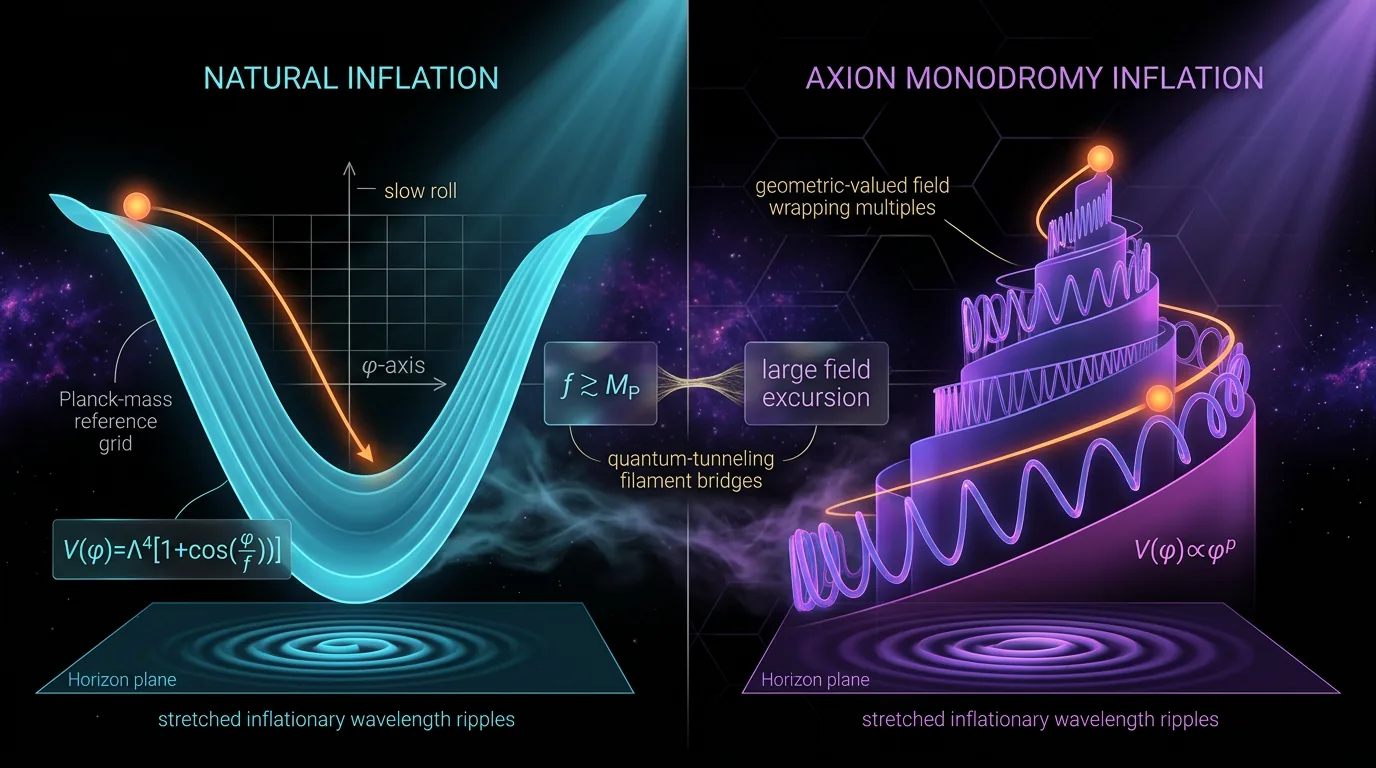 NATURAL INFLATION
slow roll
φ-axis
Planck-mass
reference
grid
V(φ)=Λ⁴[1+cos(φ/f))]
Horizon plane
stretched inflationary wavelength ripples
f ≳ M_P
large field
excursion
quantum-tunneling
filament bridges
AXION MONODROMY INFLATION
geometric-valued field
wrapping multiples
V(φ)∝φᵖ
Horizon plane
stretched inflationary wavelength ripples